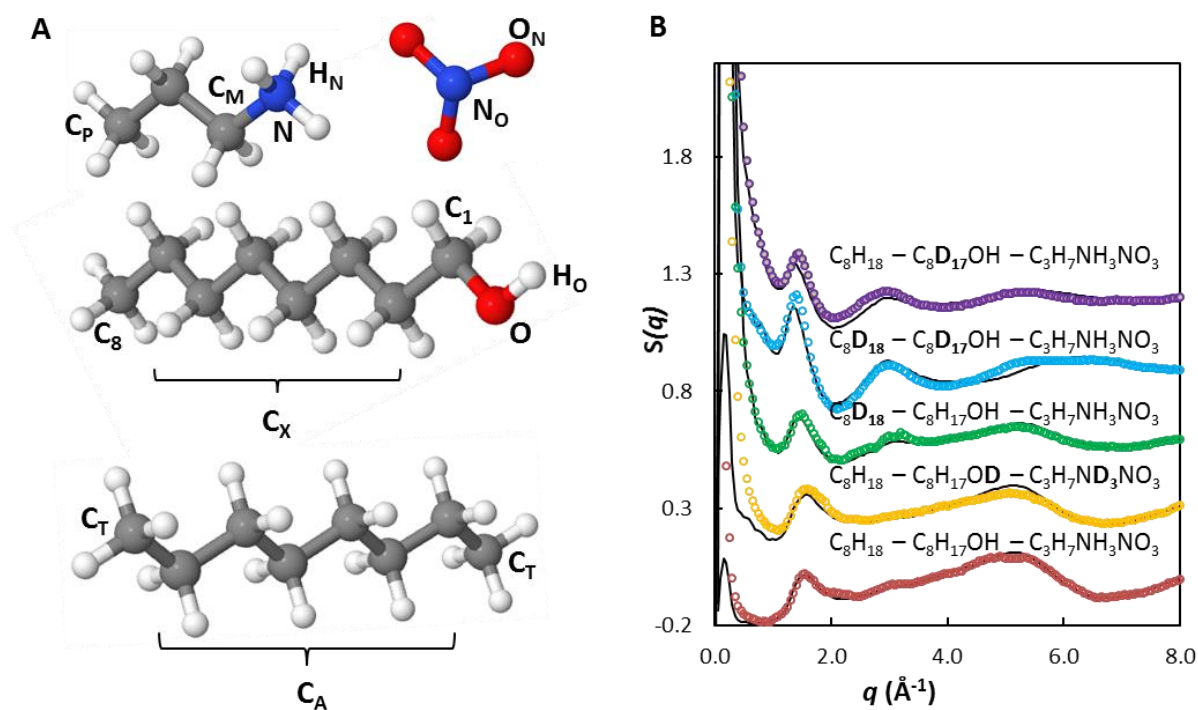 A
C_P
C_M
H_N
N
O_N
N_O
C_1
H_O
O
C_8
C_X
C_T
C_T
C_A
B
S(q)
1.8
1.3
0.8
0.3
-0.2
C₈H₁₈ – C₈D₁₇OH – C₃H₇NH₃NO₃
C₈D₁₈ – C₈D₁₇OH – C₃H₇NH₃NO₃
C₈D₁₈ – C₈H₁₇OH – C₃H₇NH₃NO₃
C₈H₁₈ – C₈H₁₇OD – C₃H₇ND₃NO₃
C₈H₁₈ – C₈H₁₇OH – C₃H₇NH₃NO₃
0.0 2.0 4.0 6.0 8.0
q (Å⁻¹)